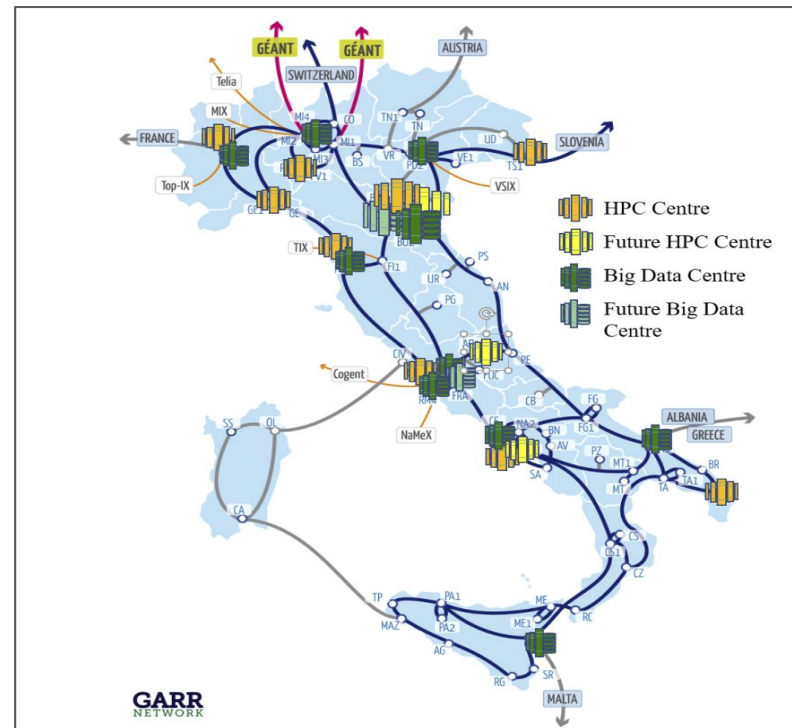 GÉANT
GÉANT
AUSTRIA
SWITZERLAND
Telia
MIX
MI4
CO
TN1
TN
UD
FRANCE
MI2
MI1
MI3
BS
VR
PD2
VE1
TS1
SLOVENIA
Top-IX
VSIX
GE1
GE
HPC Centre
Future HPC Centre
Big Data Centre
Future Big Data
Centre
TIX
FI1
PS
UR
AN
PG
CIV
PE
Cogent
FRA
CB
FG
FG1
NaMeX
CE
NA2
BN
AV
ALBANIA
GREECE
SS
OL
PZ
MT1
MT
BR
TA
TA1
SA
CA
CS
CS1
CZ
TP
PA1
ME
RC
MAZ
PA2
ME1
AG
SR
RG
MALTA
GARR
NETWORK